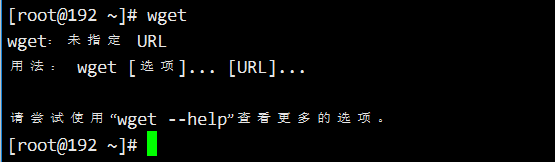 [root@192 ~]# wget
wget：未指定 URL
用法： wget [选项]... [URL]...
请尝试使用“wget --help”查看更多的选项。
[root@192 ~]#